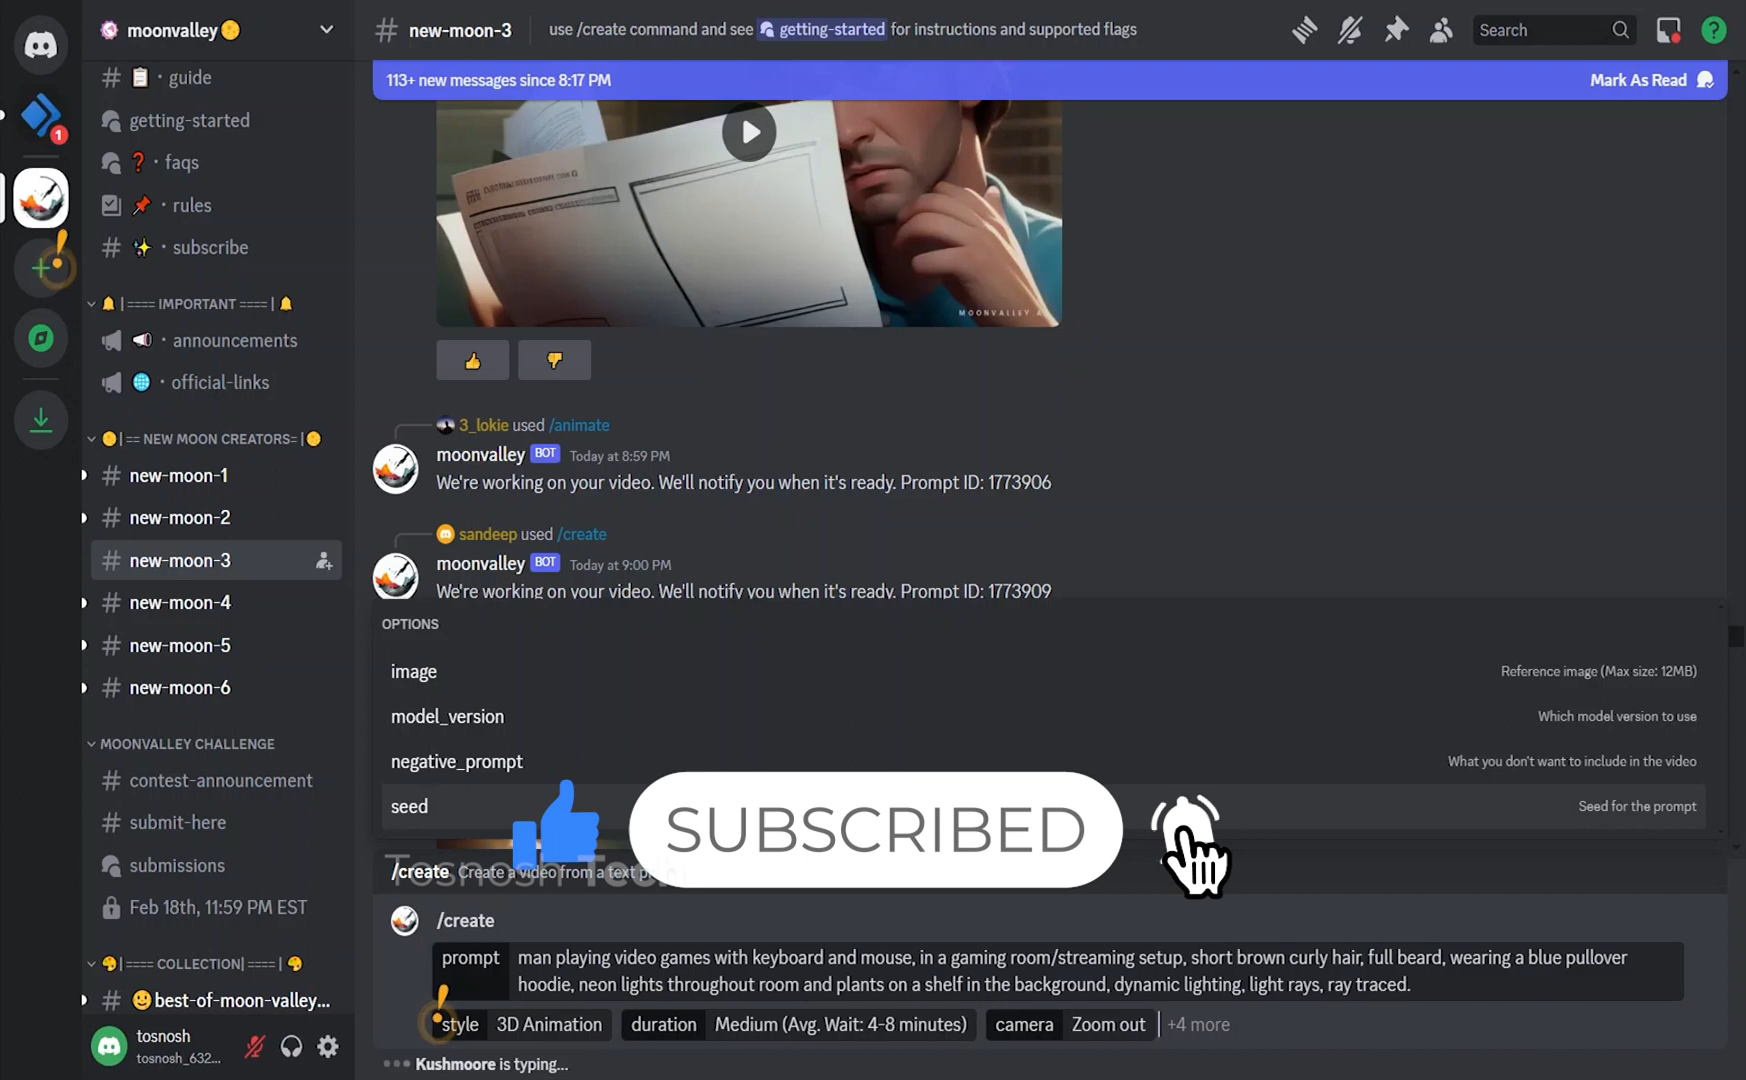 moonvalley
new-moon-3
use /create command and see getting-started for instructions and supported flags
Search
guide
getting-started
faqs
rules
subscribe
|==== IMPORTANT ====|
announcements
official-links
|== NEW MOON CREATORS=|
new-moon-1
new-moon-2
new-moon-3
new-moon-4
new-moon-5
new-moon-6
MOONVALLEY CHALLENGE
contest-announcement
submit-here
submissions
Feb 18th, 11:59 PM EST
|==== COLLECTION|====|
best-of-moon-valley...
tosnosh
tosnosh_632...
1
113+ new messages since 8:17 PM
Mark As Read
3_lokie used /animate
moonvalley BOT Today at 8:59 PM
We're working on your video. We'll notify you when it's ready. Prompt ID: 1773906
sandeep used /create
moonvalley BOT Today at 9:00 PM
We're working on your video. We'll notify you when it's ready. Prompt ID: 1773909
OPTIONS
image Reference image (Max size: 12MB)
model_version Which model version to use
negative_prompt What you don't want to include in the video
seed Seed for the prompt
SUBSCRIBED
Tosnosh Tech
/create Create a video from a text
/create
prompt man playing video games with keyboard and mouse, in a gaming room/streaming setup, short brown curly hair, full beard, wearing a blue pullover
hoodie, neon lights throughout room and plants on a shelf in the background, dynamic lighting, light rays, ray traced.
style 3D Animation duration Medium (Avg. Wait: 4-8 minutes) camera Zoom out +4 more
Kushmoore is typing...